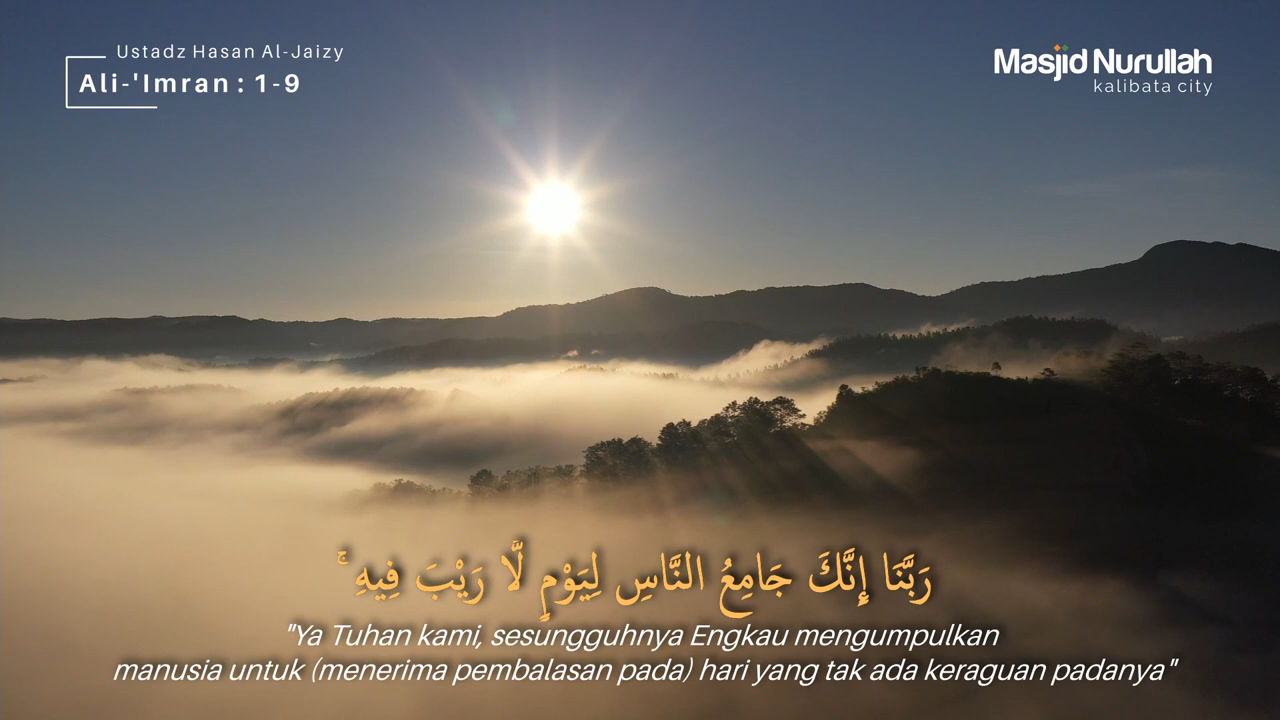 Ustadz Hasan Al-Jaizy
Ali-'Imran : 1-9
Masjid Nurullah
kalibata city
رَبَّنَا إِنَّكَ جَامِعُ النَّاسِ لِيَوْمٍ لَّا رَيْبَ فِيهِ ۚ
"Ya Tuhan kami, sesungguhnya Engkau mengumpulkan
manusia untuk (menerima pembalasan pada) hari yang tak ada keraguan padanya"